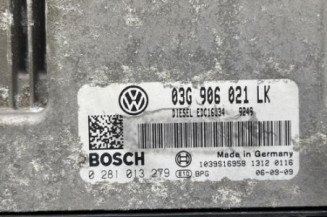 03G 906 021 LK
DIESEL EDC16U34 9246
BOSCH
Made in Germany
1039S16958 1312 0116
0 281 013 279 BPG 06-09-09